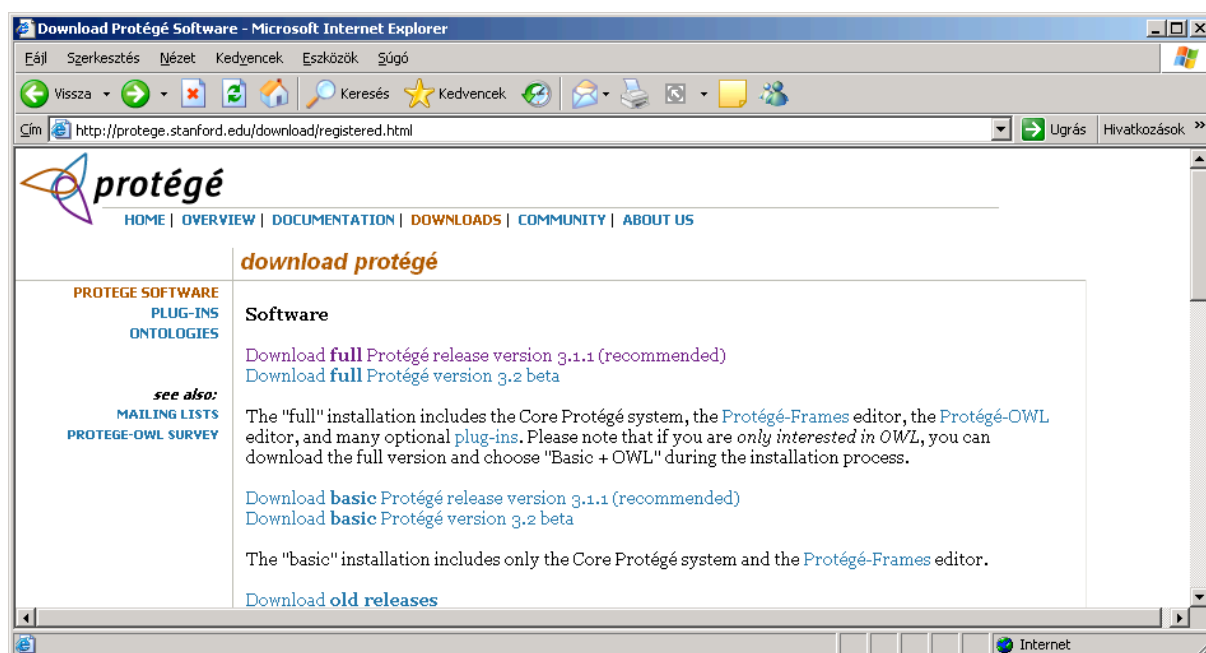 Download Protégé Software - Microsoft Internet Explorer
Fájl Szerkesztés Nézet Kedvencek Eszközök Súgó
Vissza Keresés Kedvencek
Cím http://protege.stanford.edu/download/registered.html Ugrás Hivatkozások »
protégé
HOME | OVERVIEW | DOCUMENTATION | DOWNLOADS | COMMUNITY | ABOUT US
download protégé
PROTEGE SOFTWARE
PLUG-INS
ONTOLOGIES
see also:
MAILING LISTS
PROTEGE-OWL SURVEY
Software
Download full Protégé release version 3.1.1 (recommended)
Download full Protégé version 3.2 beta
The "full" installation includes the Core Protégé system, the Protégé-Frames editor, the Protégé-OWL
editor, and many optional plug-ins. Please note that if you are only interested in OWL, you can
download the full version and choose "Basic + OWL" during the installation process.
Download basic Protégé release version 3.1.1 (recommended)
Download basic Protégé version 3.2 beta
The "basic" installation includes only the Core Protégé system and the Protégé-Frames editor.
Download old releases
Internet